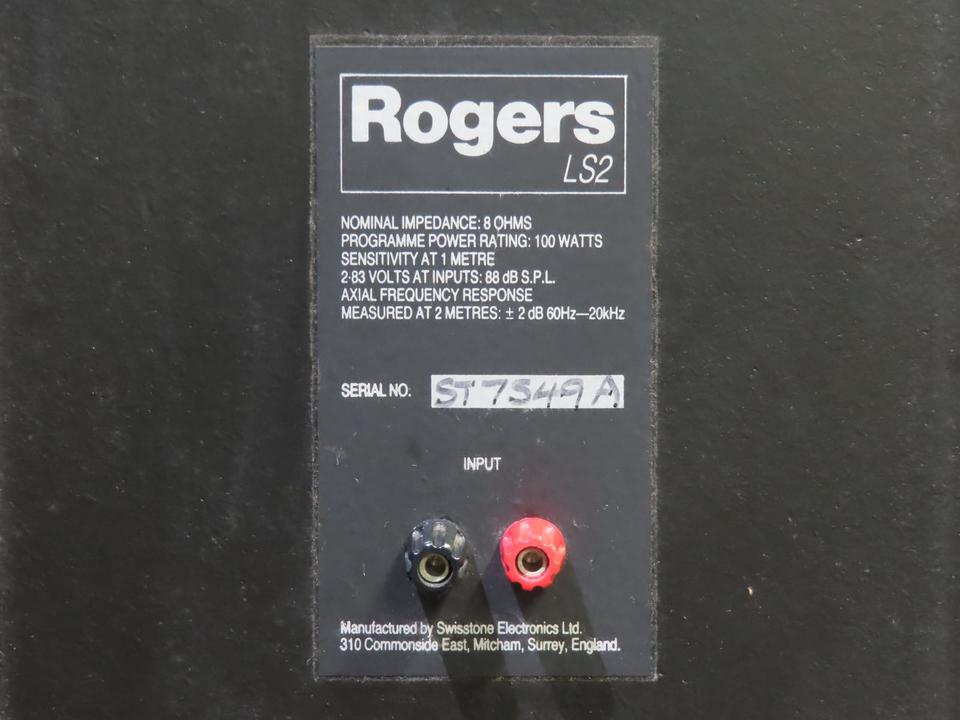 Rogers
LS2
NOMINAL IMPEDANCE: 8 OHMS
PROGRAMME POWER RATING: 100 WATTS
SENSITIVITY AT 1 METRE
2·83 VOLTS AT INPUTS: 88 dB S.P.L.
AXIAL FREQUENCY RESPONSE
MEASURED AT 2 METRES: ± 2 dB 60Hz—20kHz
SERIAL NO. ST7549A
INPUT
Manufactured by Swisstone Electronics Ltd.
310 Commonside East, Mitcham, Surrey, England.